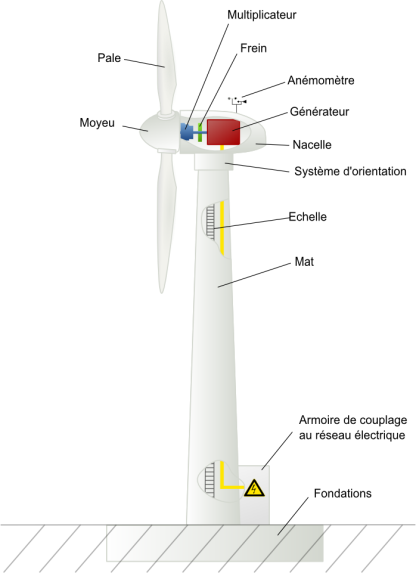 Multiplicateur
Frein
Pale
Anémomètre
Générateur
Moyeu
Nacelle
Système d'orientation
Echelle
Mat
Armoire de couplage
au réseau électrique
Fondations